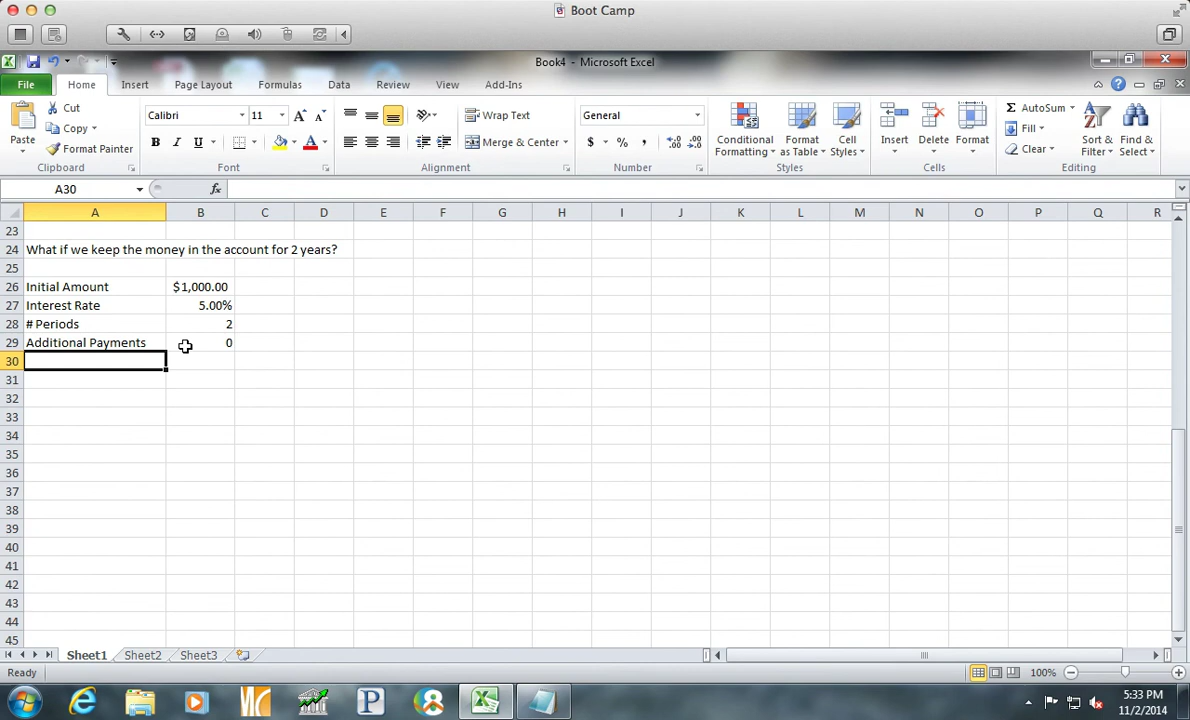 Boot Camp
Book4 - Microsoft Excel
File Home Insert Page Layout Formulas Data Review View Add-Ins
Paste
Cut
Copy
Format Painter
Clipboard
Calibri 11
B I U
Font
Wrap Text
Merge & Center
Alignment
General
$ % ,
Number
Conditional Formatting
Format as Table
Cell Styles
Styles
Insert
Delete
Format
Cells
AutoSum
Fill
Clear
Sort & Filter
Find & Select
Editing
A30 fx
A B C D E F G H I J K L M N O P Q R
23
24 What if we keep the money in the account for 2 years?
25
26 Initial Amount $1,000.00
27 Interest Rate 5.00%
28 # Periods 2
29 Additional Payments 0
30
31
32
33
34
35
36
37
38
39
40
41
42
43
44
45
Sheet1 Sheet2 Sheet3
Ready 100%
5:33 PM
11/2/2014